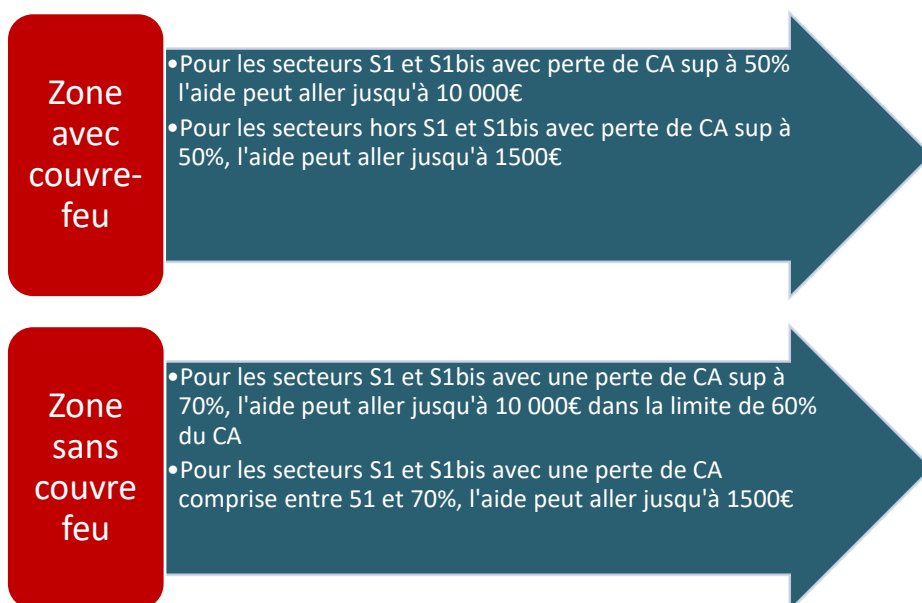 Zone
avec
couvre-
feu
•Pour les secteurs S1 et S1bis avec perte de CA sup à 50%
l'aide peut aller jusqu'à 10 000€
•Pour les secteurs hors S1 et S1bis avec perte de CA sup à
50%, l'aide peut aller jusqu'à 1500€
Zone
sans
couvre
feu
•Pour les secteurs S1 et S1bis avec une perte de CA sup à
70%, l'aide peut aller jusqu'à 10 000€ dans la limite de 60%
du CA
•Pour les secteurs S1 et S1bis avec une perte de CA
comprise entre 51 et 70%, l'aide peut aller jusqu'à 1500€